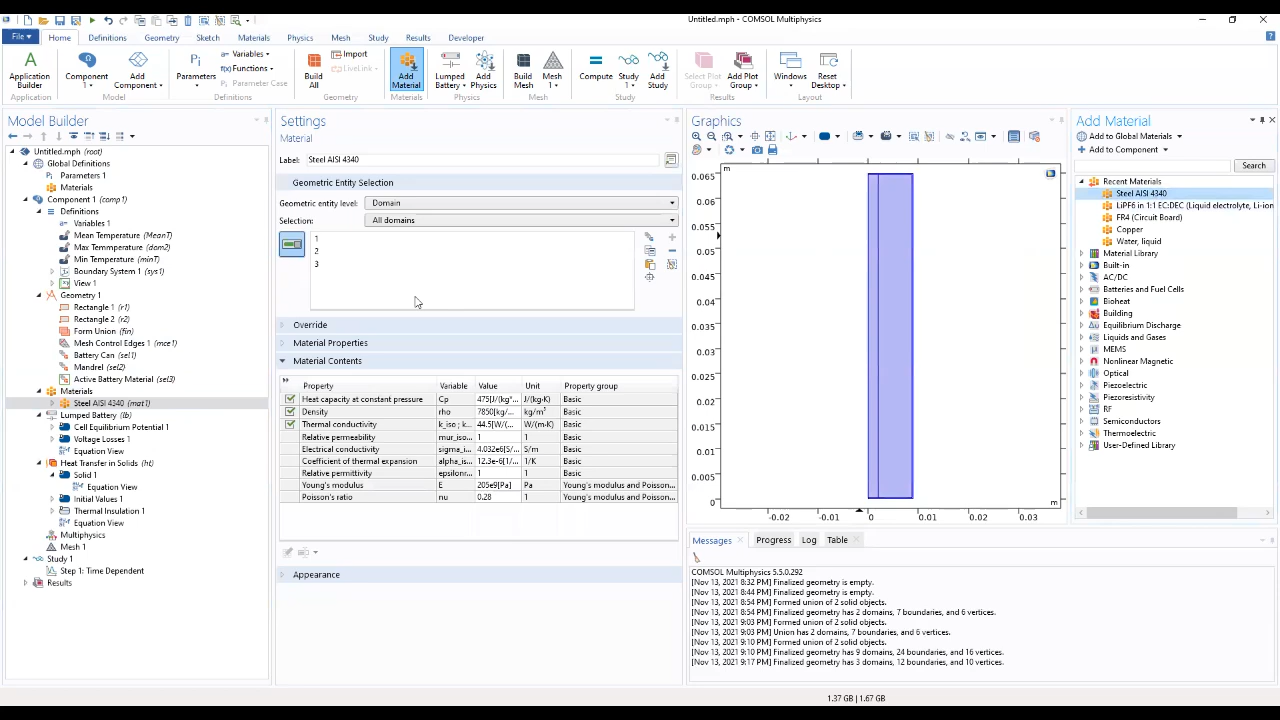 Untitled.mph - COMSOL Multiphysics
File Home Definitions Geometry Sketch Materials Physics Mesh Study Results Developer
Application Builder
Application
Component 1
Add Component
Model
Parameters
Variables
Functions
Parameter Case
Definitions
Build All
Import
LiveLink
Geometry
Add Material
Materials
Lumped Battery
Add Physics
Physics
Build Mesh
Mesh 1
Mesh
Compute
Study 1
Add Study
Study
Select Plot Group
Add Plot Group
Results
Windows
Reset Desktop
Layout
Model Builder
Untitled.mph (root)
Global Definitions
Parameters 1
Materials
Component 1 (comp1)
Definitions
Variables 1
Mean Temperature (MeanT)
Max Temmperature (dom2)
Min Temperature (MinT)
Boundary System 1 (sys1)
View 1
Geometry 1
Rectangle 1 (r1)
Rectangle 2 (r2)
Form Union (fin)
Mesh Control Edges 1 (mce1)
Battery Can (sel1)
Mandrel (sel2)
Active Battery Material (sel3)
Materials
Steel AISI 4340 (mat1)
Lumped Battery (lb)
Cell Equilibrium Potential 1
Voltage Losses 1
Equation View
Heat Transfer in Solids (ht)
Solid 1
Equation View
Initial Values 1
Thermal Insulation 1
Equation View
Multiphysics
Mesh 1
Study 1
Step 1: Time Dependent
Results
Settings
Material
Label: Steel AISI 4340
Geometric Entity Selection
Geometric entity level: Domain
Selection: All domains
1
2
3
Override
Material Properties
Material Contents
Property Variable Value Unit Property group
Heat capacity at constant pressure Cp 475[J/(kg*... J/(kg·K) Basic
Density rho 7850[kg/... kg/m³ Basic
Thermal conductivity k_iso ; k... 44.5[W/(... W/(m·K) Basic
Relative permeability mur_iso... 1 1 Basic
Electrical conductivity sigma_i... 4.032e6[S/... S/m Basic
Coefficient of thermal expansion alpha_is... 12.3e-6[1/... 1/K Basic
Relative permittivity epsilonr... 1 1 Basic
Young's modulus E 205e9[Pa] Pa Young's modulus and Poisson...
Poisson's ratio nu 0.28 1 Young's modulus and Poisson...
Appearance
Graphics
m
0.065
0.06
0.055
0.05
0.045
0.04
0.035
0.03
0.025
0.02
0.015
0.01
0.005
0
m
-0.02 -0.01 0 0.01 0.02 0.03
Messages Progress Log Table
COMSOL Multiphysics 5.5.0.292
[Nov 13, 2021 8:32 PM] Finalized geometry is empty.
[Nov 13, 2021 8:44 PM] Finalized geometry is empty.
[Nov 13, 2021 8:54 PM] Formed union of 2 solid objects.
[Nov 13, 2021 8:54 PM] Finalized geometry has 2 domains, 7 boundaries, and 6 vertices.
[Nov 13, 2021 9:03 PM] Formed union of 2 solid objects.
[Nov 13, 2021 9:03 PM] Union has 2 domains, 7 boundaries, and 6 vertices.
[Nov 13, 2021 9:10 PM] Formed union of 2 solid objects.
[Nov 13, 2021 9:10 PM] Finalized geometry has 9 domains, 24 boundaries, and 16 vertices.
[Nov 13, 2021 9:17 PM] Finalized geometry has 3 domains, 12 boundaries, and 10 vertices.
Add Material
Add to Global Materials
Add to Component
Search
Recent Materials
Steel AISI 4340
LiPF6 in 1:1 EC:DEC (Liquid electrolyte, Li-ion
FR4 (Circuit Board)
Copper
Water, liquid
Material Library
Built-in
AC/DC
Batteries and Fuel Cells
Bioheat
Building
Equilibrium Discharge
Liquids and Gases
MEMS
Nonlinear Magnetic
Optical
Piezoelectric
Piezoresistivity
RF
Semiconductors
Thermoelectric
User-Defined Library
1.37 GB | 1.67 GB